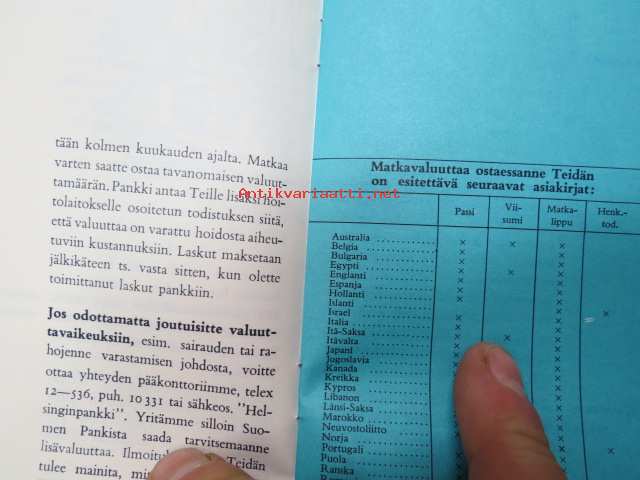 tään kolmen kuukauden ajalta. Matkaa
varten saatte ostaa tavanomaisen valuut-
tamäärän. Pankki antaa Teille lisäksi hoi-
tolaitokselle osoitetun todistuksen siitä,
että valuuttaa on varattu hoidosta aiheu-
tuviin kustannuksiin. Laskut maksetaan
jälkikäteen ts. vasta sitten, kun olette
toimittanut laskut pankkiin.
Jos odottamatta joutuisitte valuut-
tavaikeuksiin, esim. sairauden tai ra-
hojenne varastamisen johdosta, voitte
ottaa yhteyden pääkonttoriimme, telex
12—536, puh. 10 331 tai sähkeos. "Hel-
singinpankki". Yritämme silloin Suo-
men Pankista saada tarvitsemaanne
lisävaluuttaa. Teidän
tulee mainita,
Antikvariaatti.net
Matkavaluuttaa ostaessanne Teidän
on esitettävä seuraavat asiakirjat:
Passi Vii- Matka- Henk.-
sumi lippu tod.
Australia × × ×
Belgia × ×
Bulgaria × ×
Egypti × ×
Englanti × × ×
Espanja × ×
Hollanti × ×
Islanti ×
Israel × × ×
Italia × ×
Itä-Saksa × ×
Itävalta × × ×
Japani × ×
Jugoslavia ×
Kanada ×
Kreikka ×
Kypros ×
Libanon ×
Länsi-Saksa ×
Marokko ×
Neuvostoliitto ×
Norja ×
Portugali × ×
Puola ×
Ranska ×